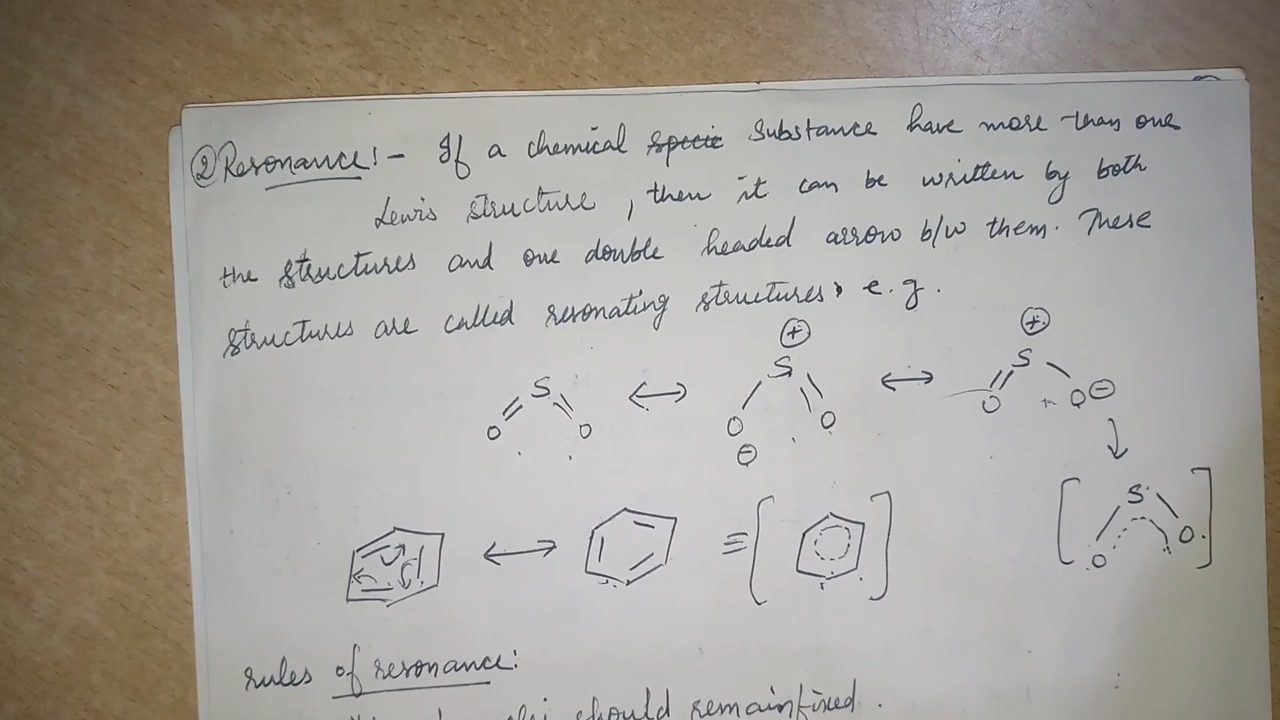 ② Resonance:- If a chemical specie Substance have more than one
Lewis structure, then it can be written by both
the structures and one double headed arrow b/w them. These
structures are called resonating structures, e.g.
S O O ↔ ⊕ S O ⊖ O ↔ ⊕ S O O ⊖
↓
↔ ≡ [ ] [ S O O ]
rules of resonance:
should remain fixed.